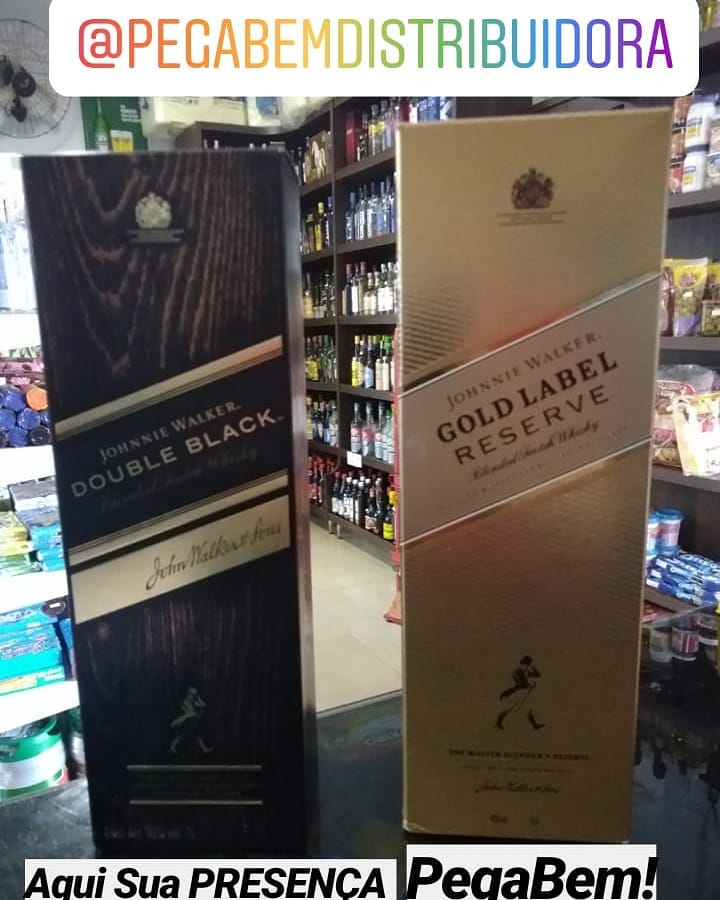 @PEGABEMDISTRIBUIDORA
JOHNNIE WALKER.
DOUBLE BLACK
Blended Scotch Whisky
John Walker & Sons
JOHNNIE WALKER.
GOLD LABEL
RESERVE
Blended Scotch Whisky
THE MASTER BLENDER'S RESERVE
John Walker & Sons
Aqui Sua PRESENÇA PegaBem!